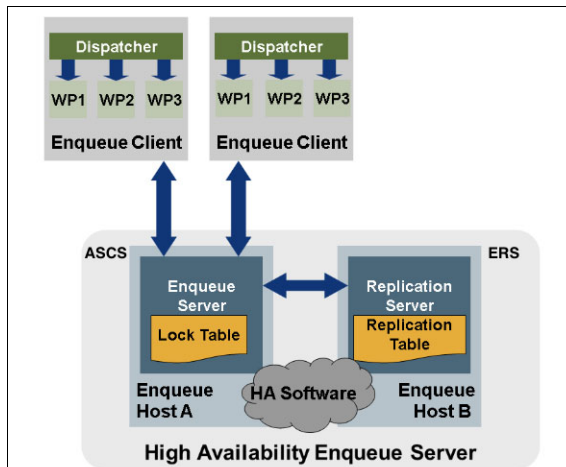 Dispatcher
WP1 WP2 WP3
Enqueue Client
Dispatcher
WP1 WP2 WP3
Enqueue Client
ASCS
ERS
Enqueue
Server
Lock Table
Replication
Server
Replication
Table
Enqueue
Host A
HA Software
Enqueue
Host B
High Availability Enqueue Server